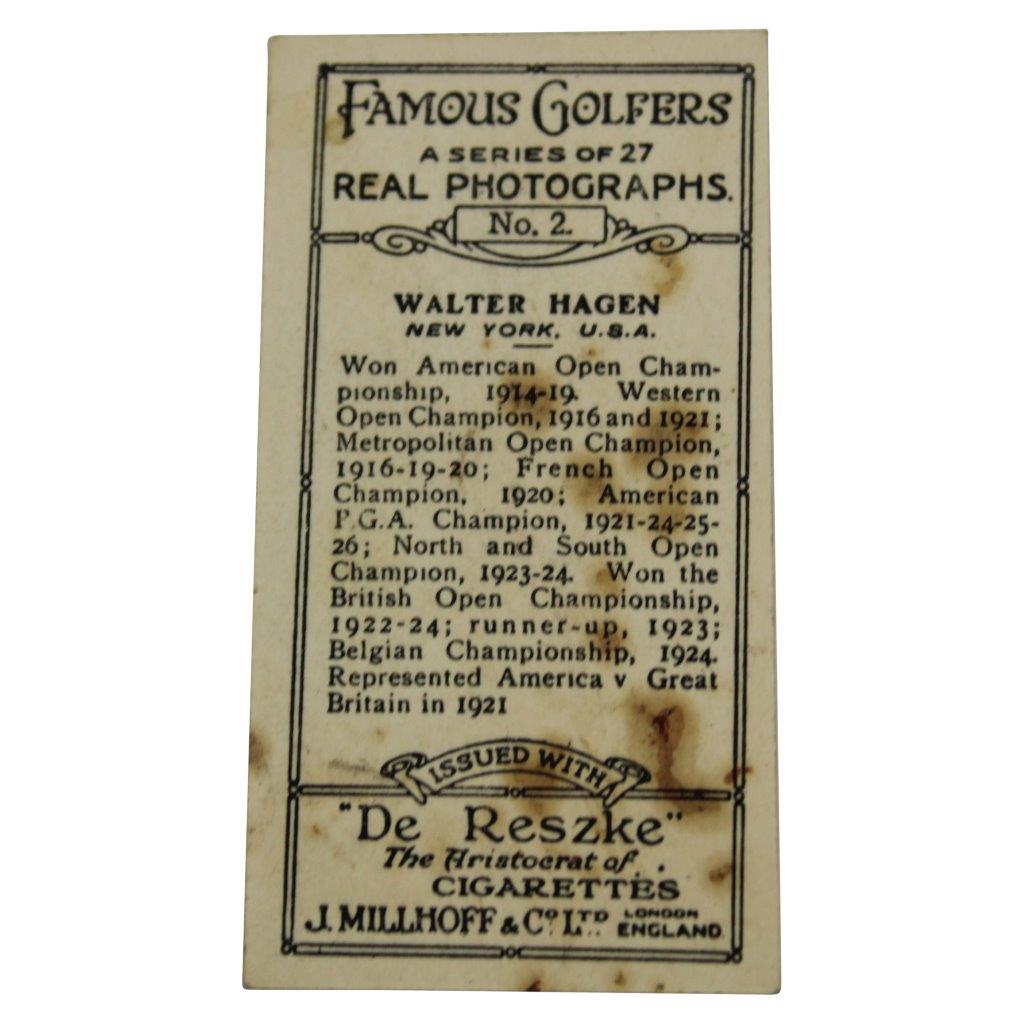 FAMOUS GOLFERS
A SERIES OF 27
REAL PHOTOGRAPHS.
No. 2.
WALTER HAGEN
NEW YORK, U.S.A.
Won American Open Cham-
pionship, 1914-19. Western
Open Champion, 1916 and 1921;
Metropolitan Open Champion,
1916-19-20; French Open
Champion, 1920; American
P.G.A. Champion, 1921-24-25-
26; North and South Open
Champion, 1923-24. Won the
British Open Championship,
1922-24; runner-up, 1923;
Belgian Championship, 1924.
Represented America v Great
Britain in 1921
ISSUED WITH
"De Reszke"
The Aristocrat of . .
CIGARETTES
J. MILLHOFF & Co. LTD. LONDON ENGLAND.